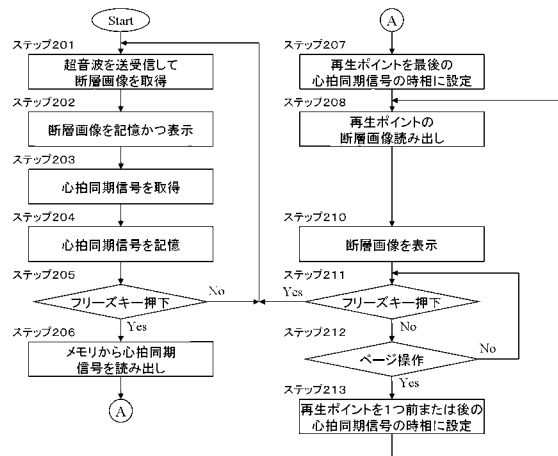 Start
ステップ201
超音波を送受信して
断層画像を取得
ステップ202
断層画像を記憶かつ表示
ステップ203
心拍同期信号を取得
ステップ204
心拍同期信号を記憶
ステップ205
フリーズキー押下
No
Yes
ステップ206
メモリから心拍同期
信号を読み出し
A
A
ステップ207
再生ポイントを最後の
心拍同期信号の時相に設定
ステップ208
再生ポイントの
断層画像読み出し
ステップ210
断層画像を表示
ステップ211
Yes
フリーズキー押下
No
ステップ212
ページ操作
No
Yes
ステップ213
再生ポイントを1つ前または後の
心拍同期信号の時相に設定